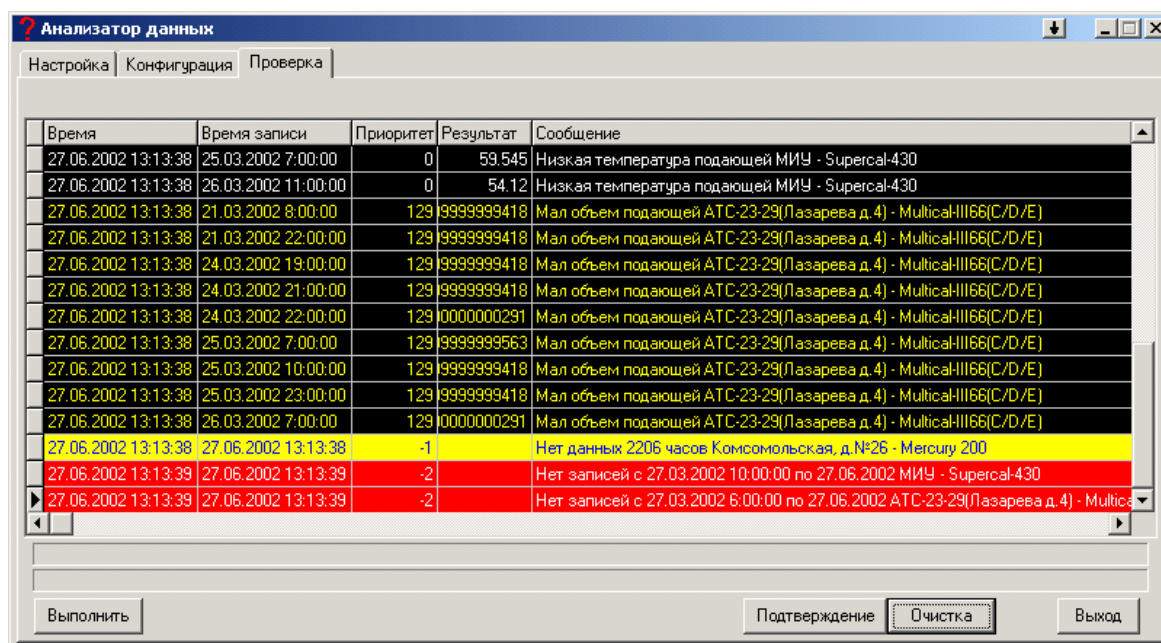 Анализатор данных
Настройка Конфигурация Проверка
Время Время записи Приоритет Результат Сообщение
27.06.2002 13:13:38 25.03.2002 7:00:00 0 59.545 Низкая температура подающей МИУ - Supercal-430
27.06.2002 13:13:38 26.03.2002 11:00:00 0 54.12 Низкая температура подающей МИУ - Supercal-430
27.06.2002 13:13:38 21.03.2002 8:00:00 129 9999999418 Мал объем подающей АТС-23-29(Лазарева д.4) - Multical-III66(C/D/E)
27.06.2002 13:13:38 21.03.2002 22:00:00 129 9999999418 Мал объем подающей АТС-23-29(Лазарева д.4) - Multical-III66(C/D/E)
27.06.2002 13:13:38 24.03.2002 19:00:00 129 9999999418 Мал объем подающей АТС-23-29(Лазарева д.4) - Multical-III66(C/D/E)
27.06.2002 13:13:38 24.03.2002 21:00:00 129 9999999418 Мал объем подающей АТС-23-29(Лазарева д.4) - Multical-III66(C/D/E)
27.06.2002 13:13:38 24.03.2002 22:00:00 129 0000000291 Мал объем подающей АТС-23-29(Лазарева д.4) - Multical-III66(C/D/E)
27.06.2002 13:13:38 25.03.2002 7:00:00 129 9999999563 Мал объем подающей АТС-23-29(Лазарева д.4) - Multical-III66(C/D/E)
27.06.2002 13:13:38 25.03.2002 10:00:00 129 9999999418 Мал объем подающей АТС-23-29(Лазарева д.4) - Multical-III66(C/D/E)
27.06.2002 13:13:38 25.03.2002 23:00:00 129 9999999418 Мал объем подающей АТС-23-29(Лазарева д.4) - Multical-III66(C/D/E)
27.06.2002 13:13:38 26.03.2002 7:00:00 129 0000000291 Мал объем подающей АТС-23-29(Лазарева д.4) - Multical-III66(C/D/E)
27.06.2002 13:13:38 27.06.2002 13:13:38 -1 Нет данных 2206 часов Комсомольская, д.№26 - Mercury 200
27.06.2002 13:13:39 27.06.2002 13:13:39 -2 Нет записей с 27.03.2002 10:00:00 по 27.06.2002 МИУ - Supercal-430
27.06.2002 13:13:39 27.06.2002 13:13:39 -2 Нет записей с 27.03.2002 6:00:00 по 27.06.2002 АТС-23-29(Лазарева д.4) - Multica
Выполнить Подтверждение Очистка Выход